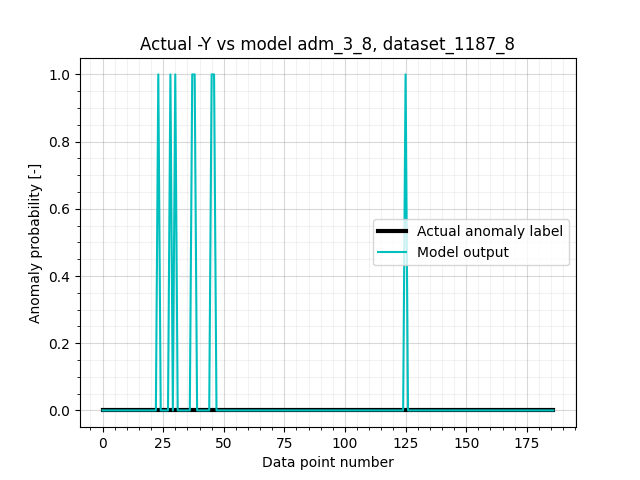 Actual -Y vs model adm_3_8, dataset_1187_8
1.0
0.8
0.6
0.4
0.2
0.0
Anomaly probability [-]
Actual anomaly label
Model output
0 25 50 75 100 125 150 175
Data point number